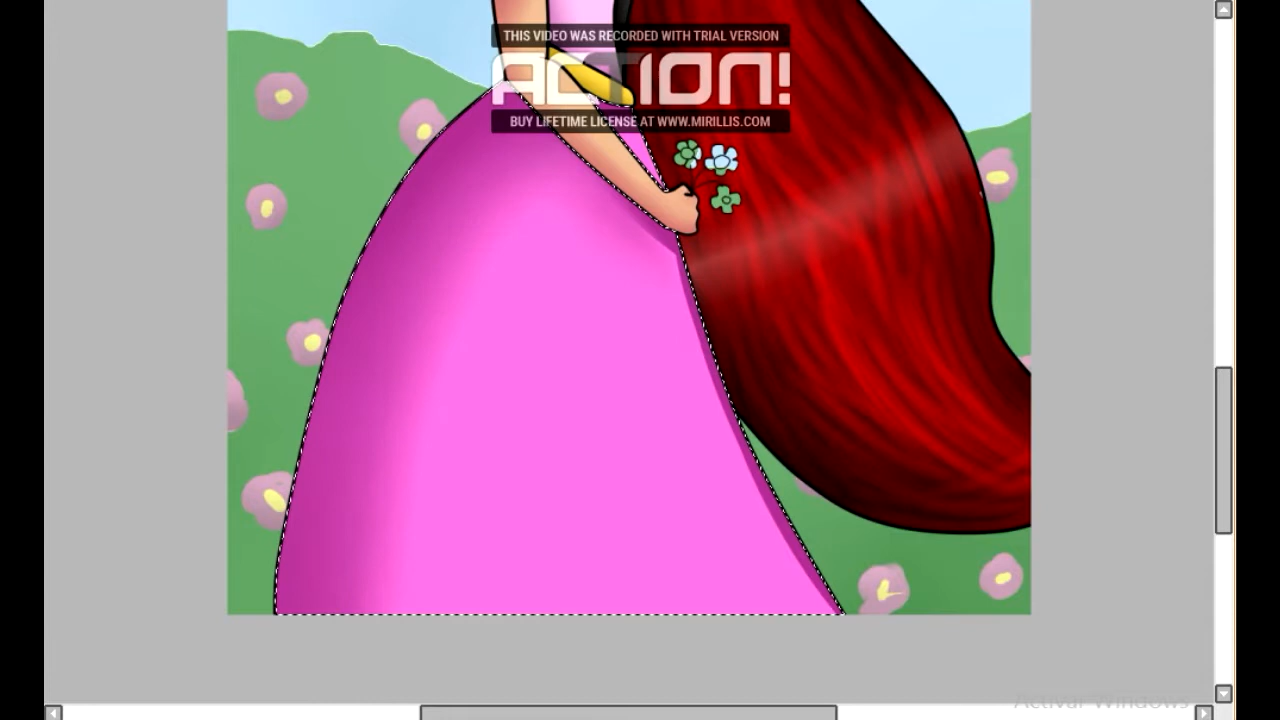 THIS VIDEO WAS RECORDED WITH TRIAL VERSION
ACTION!
BUY LIFETIME LICENSE AT WWW.MIRILLIS.COM
Activar Windows